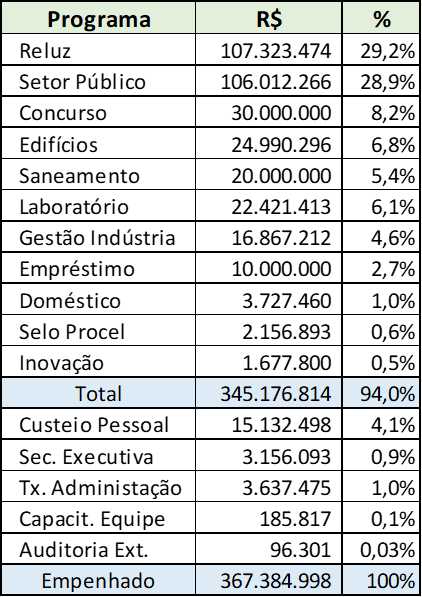 Programa R$ %
Reluz 107.323.474 29,2%
Setor Público 106.012.266 28,9%
Concurso 30.000.000 8,2%
Edifícios 24.990.296 6,8%
Saneamento 20.000.000 5,4%
Laboratório 22.421.413 6,1%
Gestão Indústria 16.867.212 4,6%
Empréstimo 10.000.000 2,7%
Doméstico 3.727.460 1,0%
Selo Procel 2.156.893 0,6%
Inovação 1.677.800 0,5%
Total 345.176.814 94,0%
Custeio Pessoal 15.132.498 4,1%
Sec. Executiva 3.156.093 0,9%
Tx. Administação 3.637.475 1,0%
Capacit. Equipe 185.817 0,1%
Auditoria Ext. 96.301 0,03%
Empenhado 367.384.998 100%